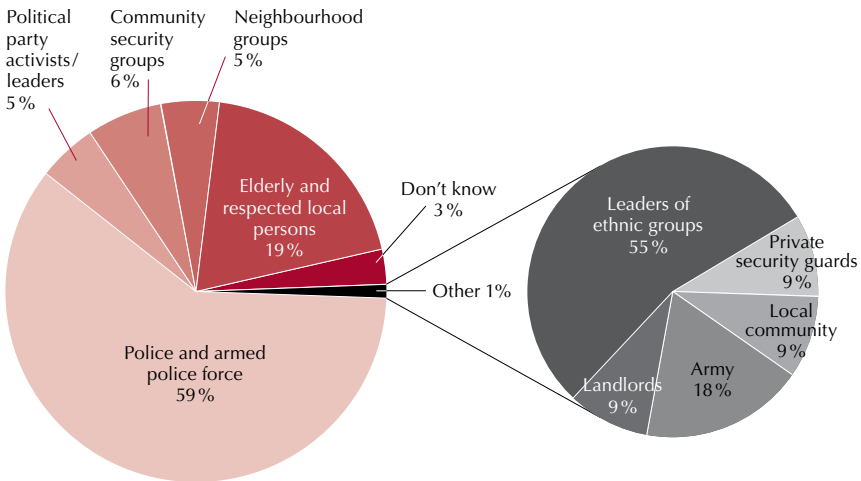 Political
party
activists/
leaders
5 %
Community
security
groups
6 %
Neighbourhood
groups
5 %
Elderly and
respected local
persons
19 %
Don't know
3 %
Other 1%
Police and armed
police force
59 %
Leaders of
ethnic groups
55 %
Private
security guards
9 %
Local
community
9 %
Army
18 %
Landlords
9 %